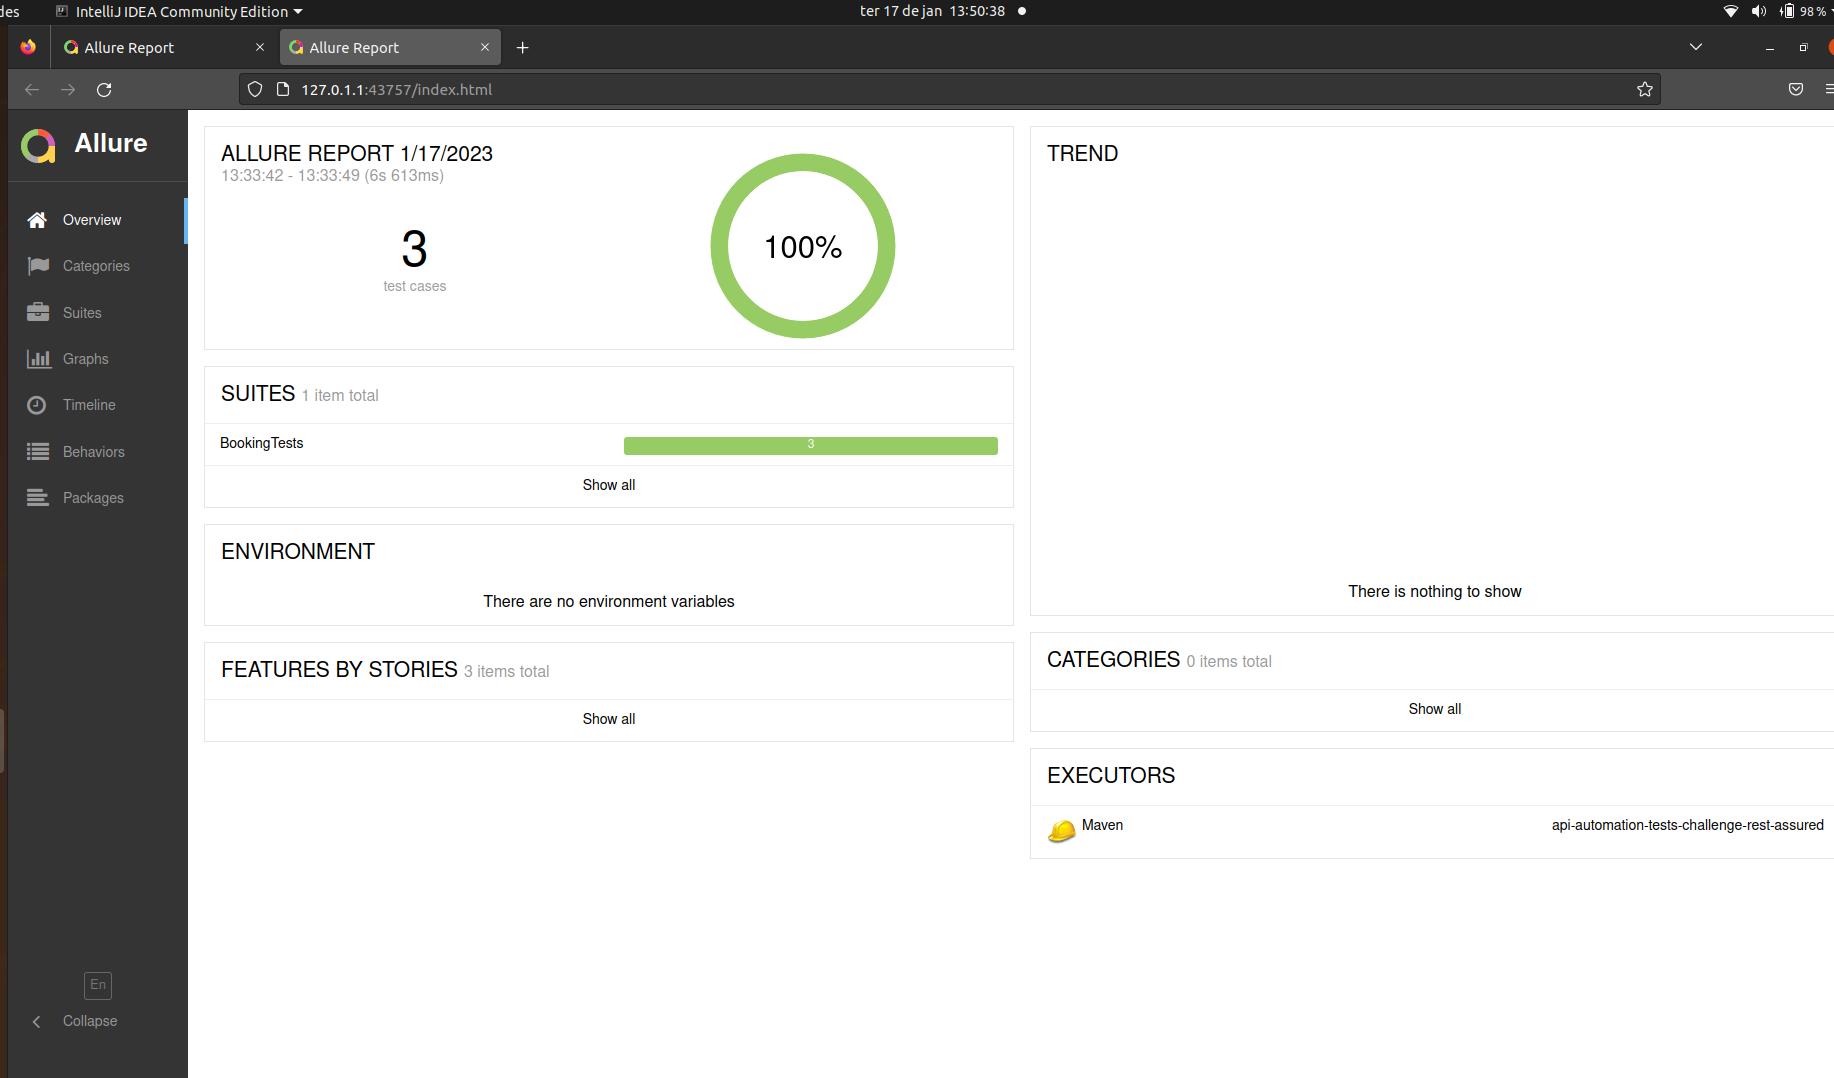 des
IntelliJ IDEA Community Edition
ter 17 de jan 13:50:38
98 %
Allure Report
Allure Report
127.0.1.1:43757/index.html
Allure
Overview
Categories
Suites
Graphs
Timeline
Behaviors
Packages
En
Collapse
ALLURE REPORT 1/17/2023
13:33:42 - 13:33:49 (6s 613ms)
3
test cases
100%
SUITES 1 item total
BookingTests
3
Show all
ENVIRONMENT
There are no environment variables
FEATURES BY STORIES 3 items total
Show all
TREND
There is nothing to show
CATEGORIES 0 items total
Show all
EXECUTORS
Maven
api-automation-tests-challenge-rest-assured